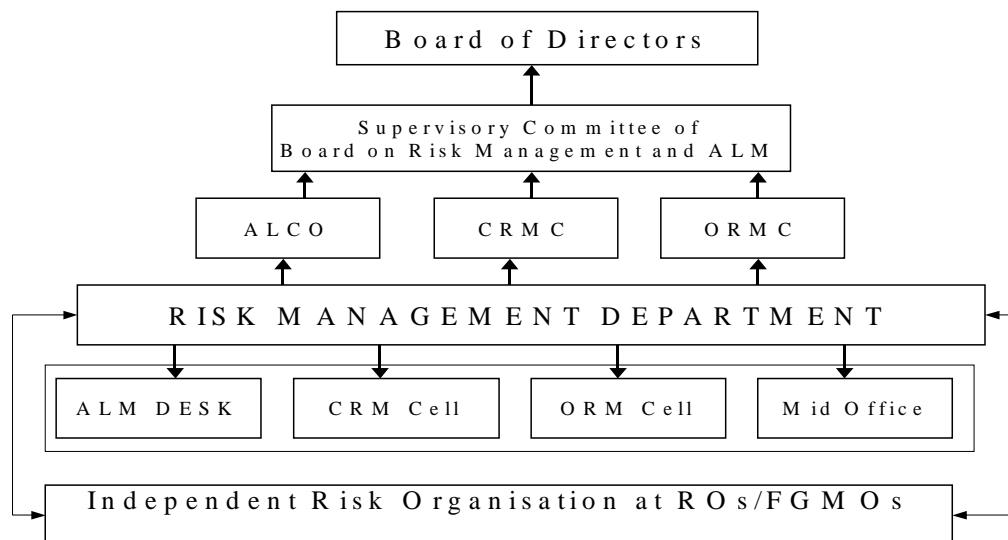 Board of Directors
Supervisory Committee of
Board on Risk Management and ALM
ALCO
CRMC
ORMC
RISK MANAGEMENT DEPARTMENT
ALM DESK
CRM Cell
ORM Cell
Mid Office
Independent Risk Organisation at ROs/FGMOs